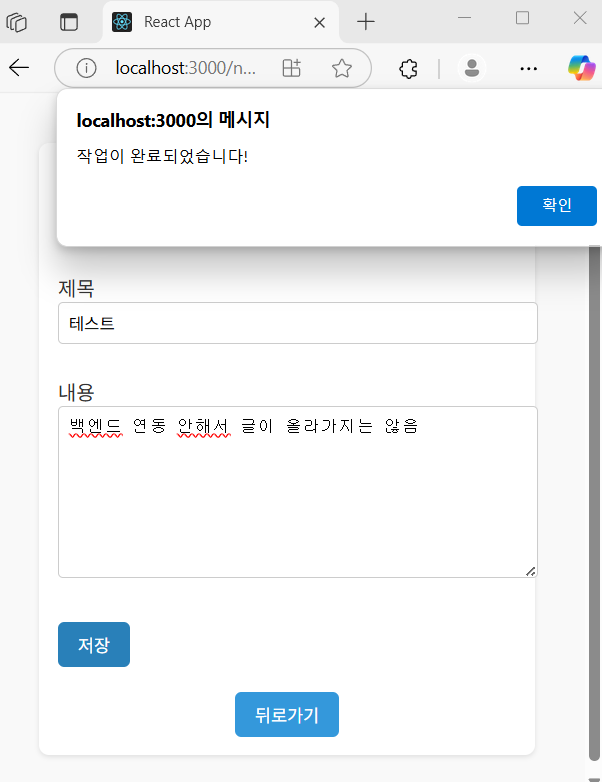 React App
localhost:3000/n...
localhost:3000의 메시지
작업이 완료되었습니다!
확인
제목
테스트
내용
백엔드 연동 안해서 글이 올라가지는 않음
저장
뒤로가기